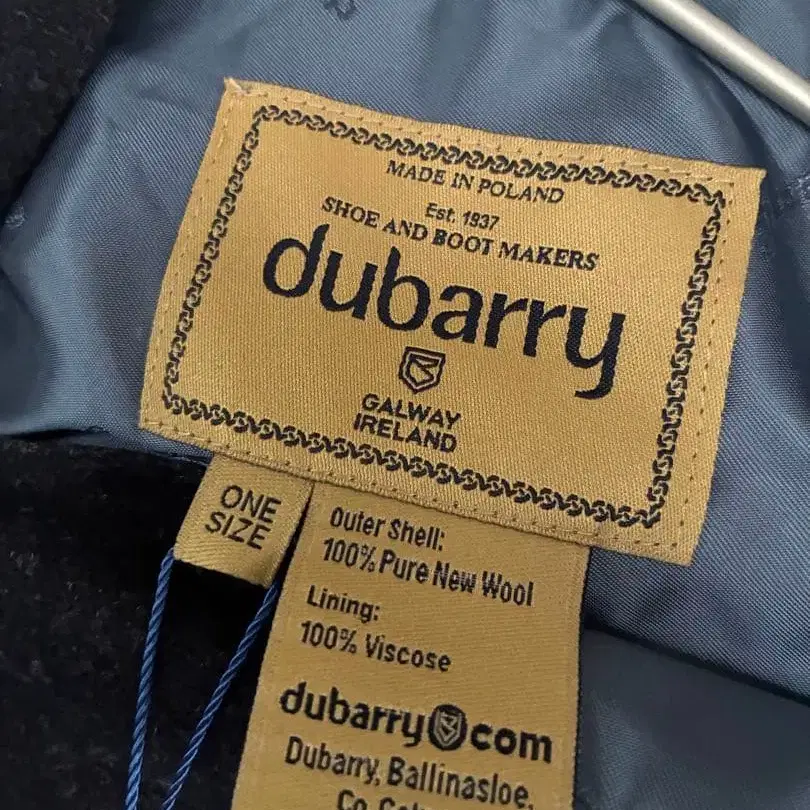 MADE IN POLAND
Est. 1937
SHOE AND BOOT MAKERS
dubarry
GALWAY
IRELAND
ONE
SIZE
Outer Shell:
100% Pure New Wool
Lining:
100% Viscose
dubarry com
Dubarry, Ballinasloe,
Co.